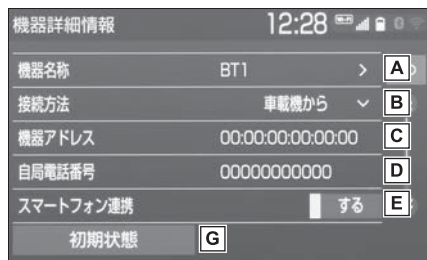 機器詳細情報 12:28 Wi-Fi
機器名称 BT1 > A
接続方法 車載機から B
機器アドレス 00:00:00:00:00:00 C
自局電話番号 00000000000 D
スマートフォン連携 する E
初期状態 G